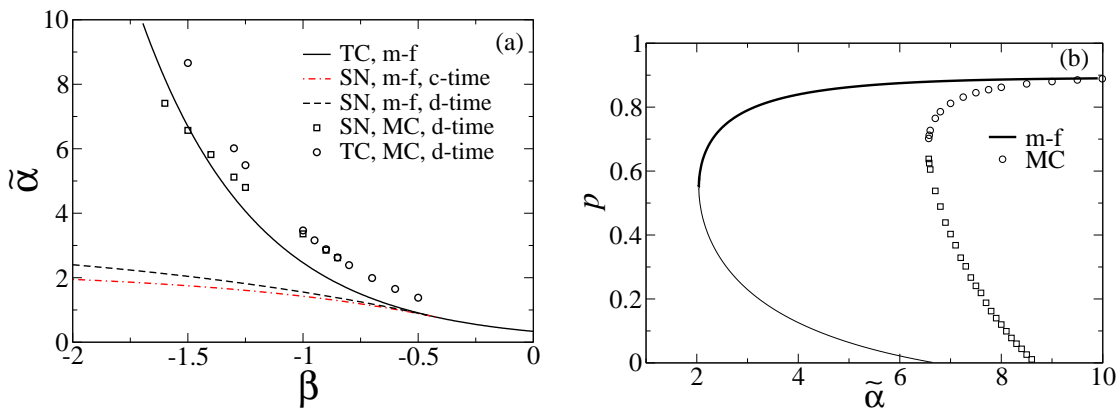 (a)
TC, m-f
SN, m-f, c-time
SN, m-f, d-time
SN, MC, d-time
TC, MC, d-time
10
8
6
4
2
0
α̃
-2
-1.5
-1
-0.5
0
β
(b)
m-f
MC
1
0.8
0.6
0.4
0.2
0
p
2
4
6
8
10
α̃